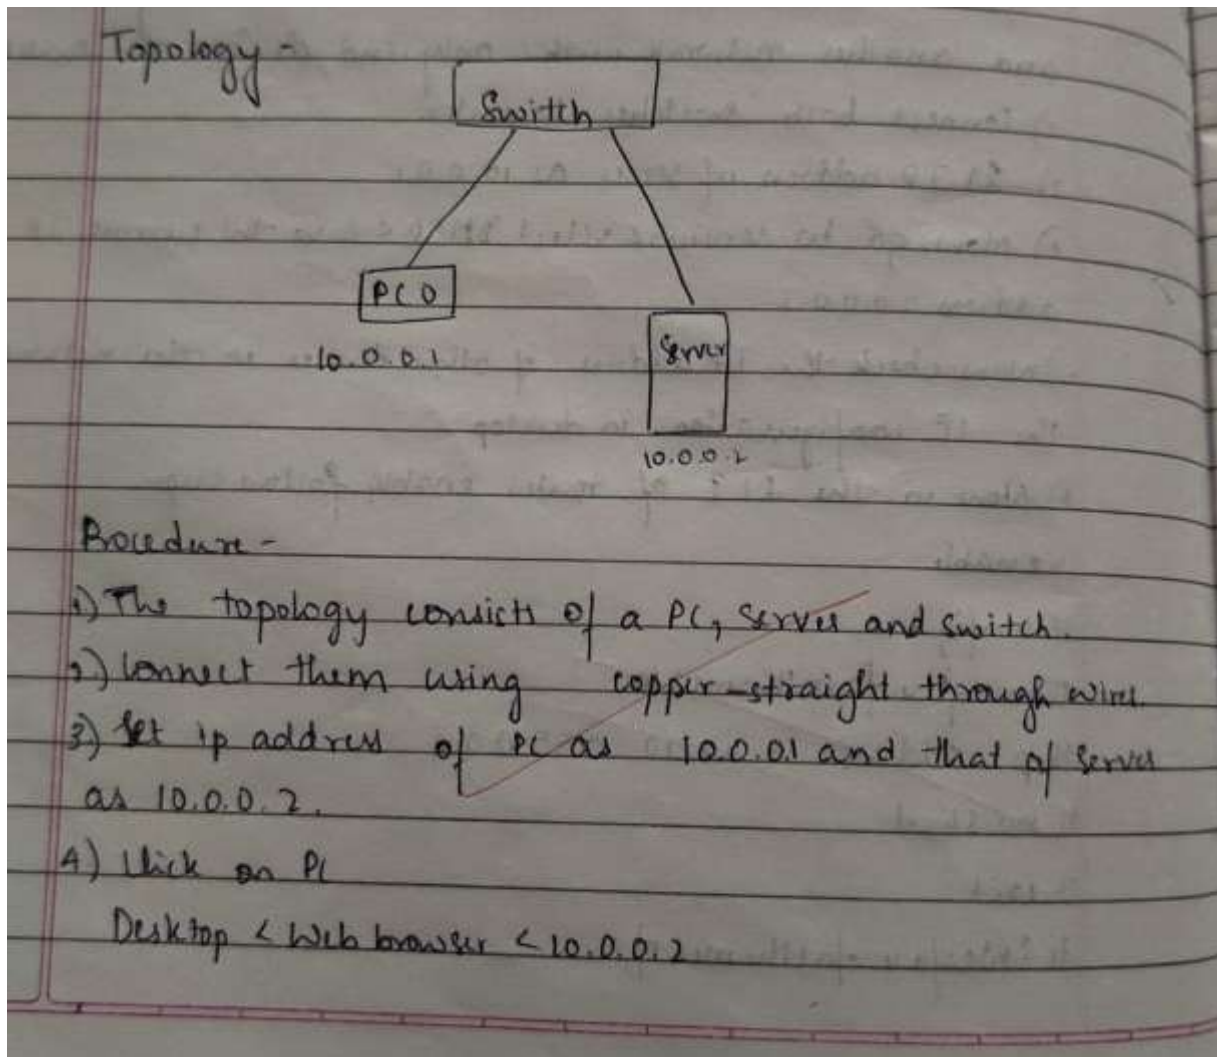 Topology -
Switch
PC 0
Server
10.0.0.1
10.0.0.2
Procedure -
1) The topology consists of a PC, server and switch.
2) Connect them using copper-straight through wires.
3) Set ip address of PC as 10.0.0.1 and that of server
as 10.0.0.2.
4) Click on PC
Desktop < Web browser < 10.0.0.2